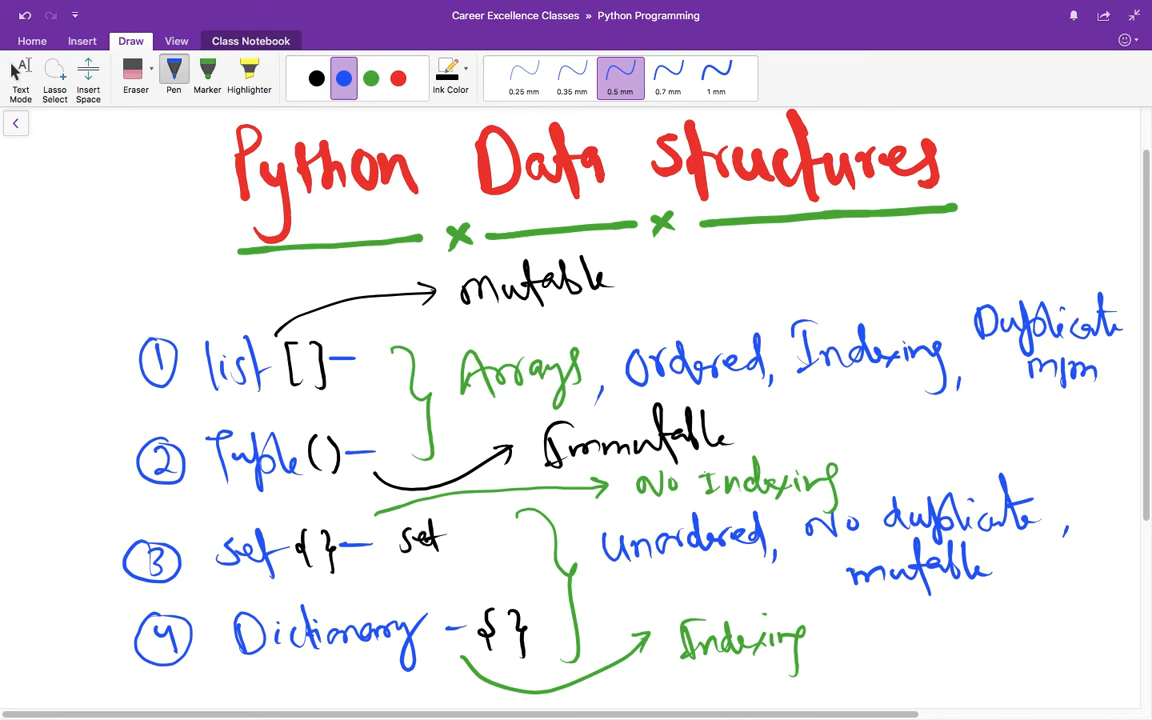 Career Excellence Classes » Python Programming
Home Insert Draw View Class Notebook
Text Mode
Lasso Select
Insert Space
Eraser
Pen
Marker
Highlighter
Ink Color
0.25 mm 0.35 mm 0.5 mm 0.7 mm 1 mm
Python Data Structures
Mutable
1 list [] - Arrays, Ordered, Indexing, Duplicate
2 Tuple () - Immutable
No Indexing
3 set {} - set unordered, No duplicate,
mutable
4 Dictionary - {} Indexing